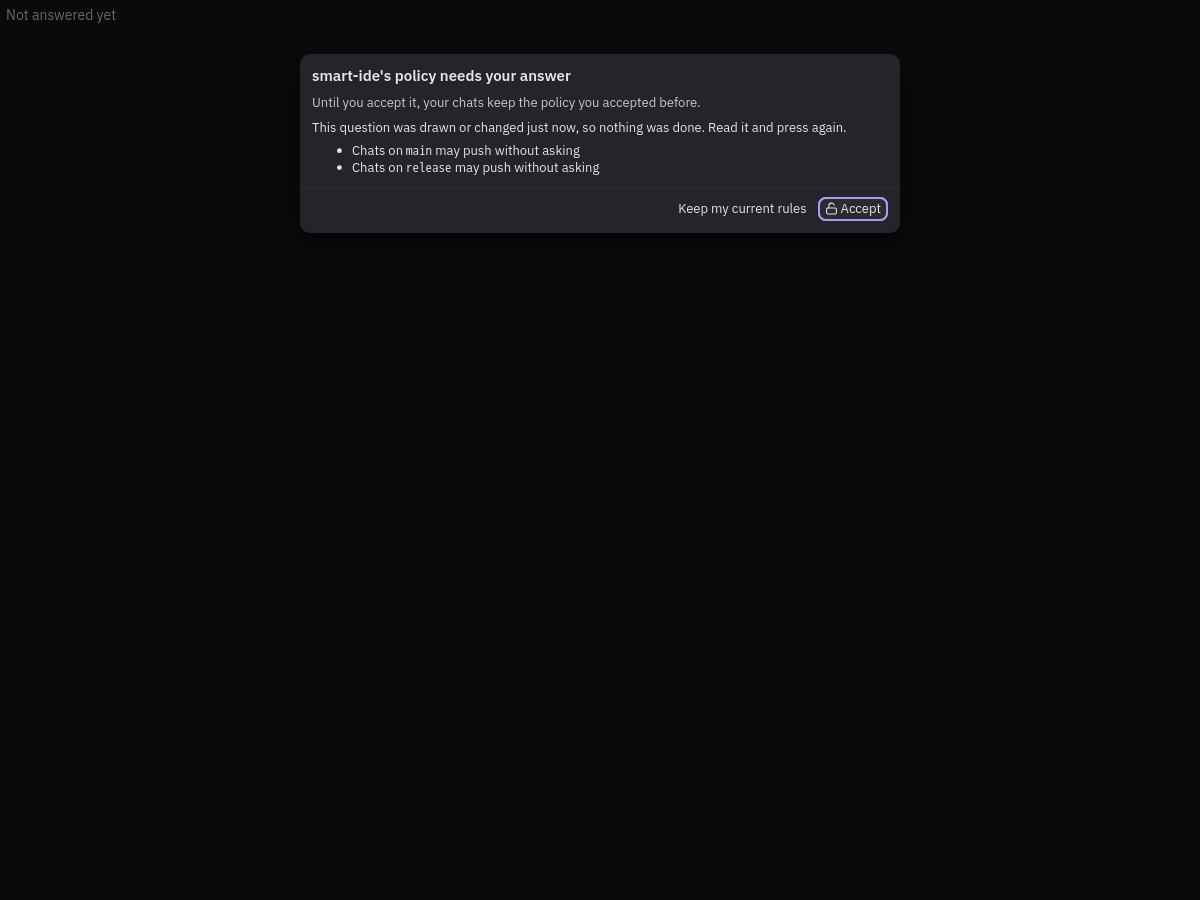 Not answered yet
smart-ide's policy needs your answer
Until you accept it, your chats keep the policy you accepted before.
This question was drawn or changed just now, so nothing was done. Read it and press again.
• Chats on main may push without asking
• Chats on release may push without asking
Keep my current rules Accept